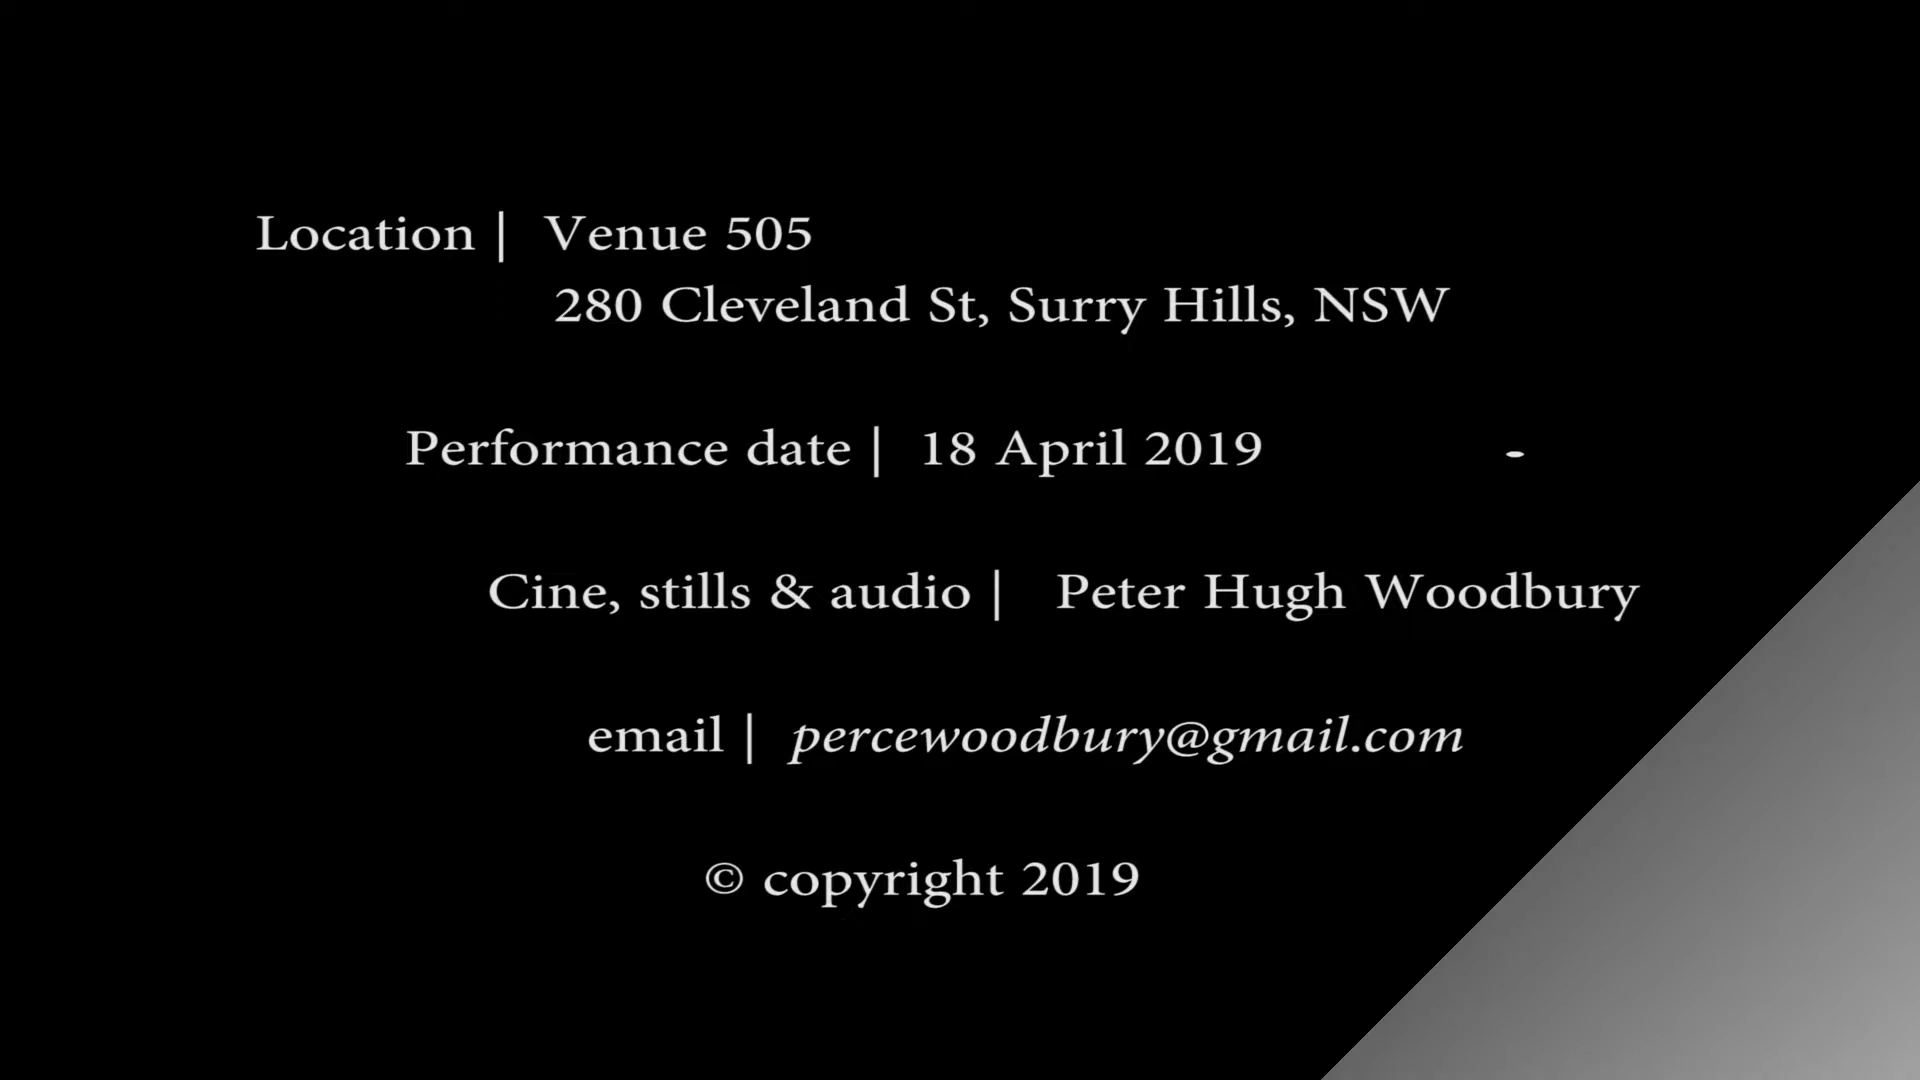 Location | Venue 505
280 Cleveland St, Surry Hills, NSW
Performance date | 18 April 2019 -
Cine, stills & audio | Peter Hugh Woodbury
email | percewoodbury@gmail.com
© copyright 2019